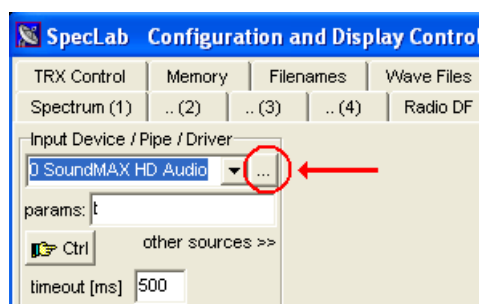 SpecLab Configuration and Display Control
TRX Control Memory Filenames Wave Files
Spectrum (1) .. (2) .. (3) .. (4) Radio DF
Input Device / Pipe / Driver
0 SoundMAX HD Audio ...
params: t
Ctrl other sources >>
timeout [ms] 500